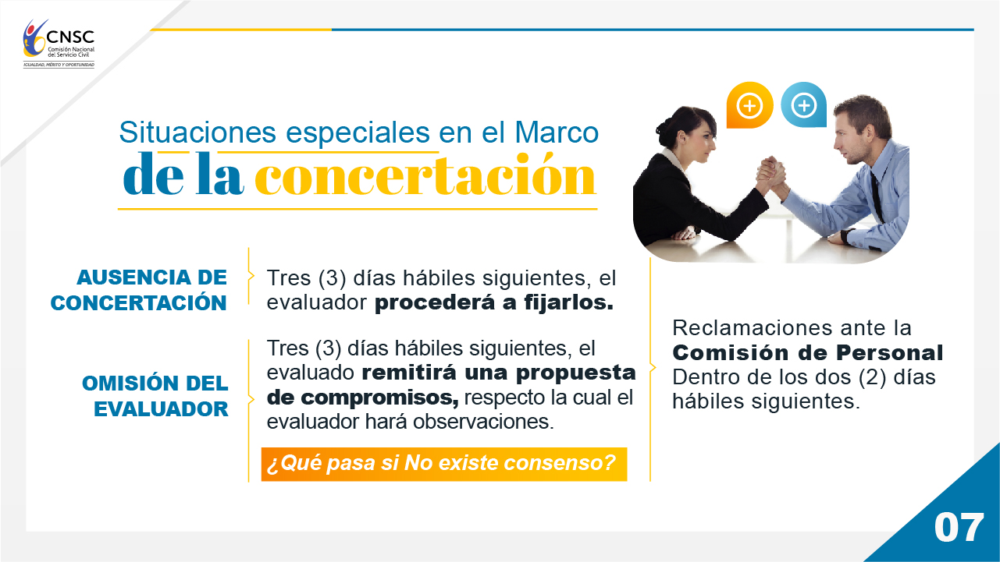 CNSC
Comisión Nacional
del Servicio Civil
IGUALDAD, MÉRITO Y OPORTUNIDAD
Situaciones especiales en el Marco
de la concertación
AUSENCIA DE
CONCERTACIÓN
Tres (3) días hábiles siguientes, el
evaluador procederá a fijarlos.
OMISIÓN DEL
EVALUADOR
Tres (3) días hábiles siguientes, el
evaluado remitirá una propuesta
de compromisos, respecto la cual el
evaluador hará observaciones.
¿Qué pasa si No existe consenso?
Reclamaciones ante la
Comisión de Personal
Dentro de los dos (2) días
hábiles siguientes.
07